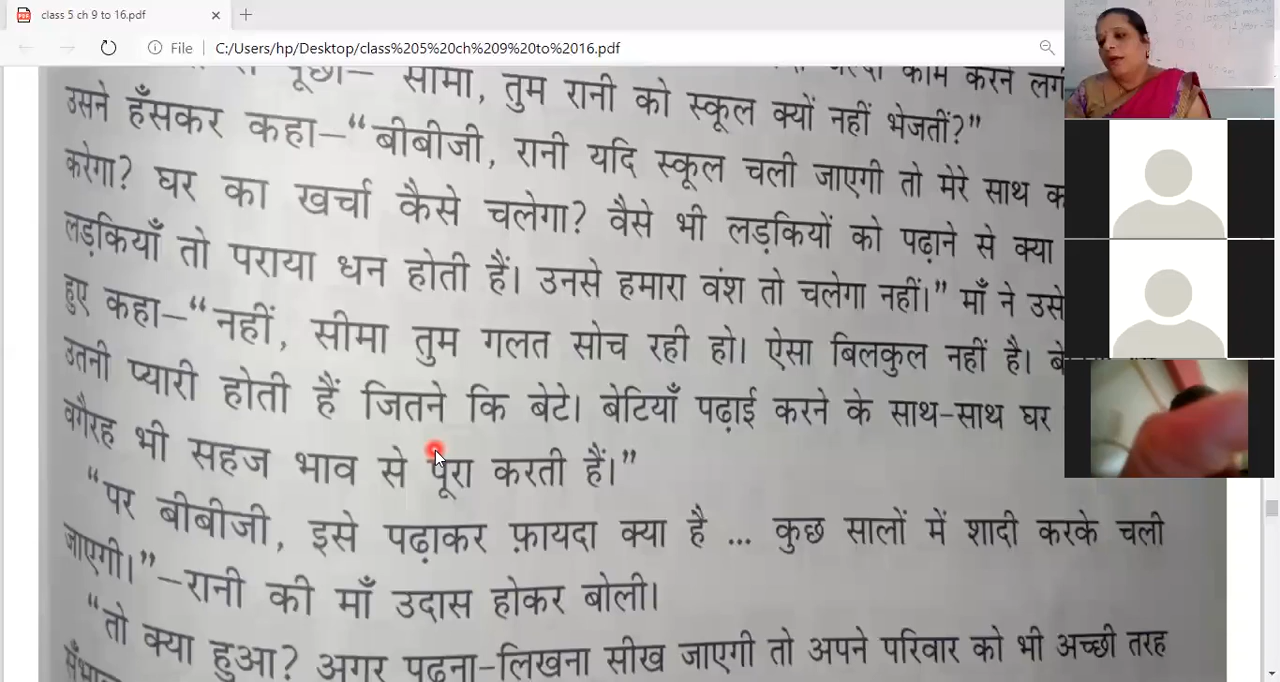 class 5 ch 9 to 16.pdf
File C:/Users/hp/Desktop/class%205%20ch%209%20to%2016.pdf
पूछा– सीमा, तुम रानी को स्कूल क्यों नहीं भेजतीं?” काम करने
उसने हँसकर कहा–“बीबीजी, रानी यदि स्कूल चली जाएगी तो मेरे साथ
करेगा? घर का खर्चा कैसे चलेगा? वैसे भी लड़कियों को पढ़ाने से क्या
लड़कियाँ तो पराया धन होती हैं। उनसे हमारा वंश तो चलेगा नहीं।” माँ ने उसे
हुए कहा–“नहीं, सीमा तुम गलत सोच रही हो। ऐसा बिलकुल नहीं है।
उतनी प्यारी होती हैं जितने कि बेटे। बेटियाँ पढ़ाई करने के साथ-साथ घर
वगैरह भी सहज भाव से पूरा करती हैं।”
“पर बीबीजी, इसे पढ़ाकर फ़ायदा क्या है ... कुछ सालों में शादी करके चली
जाएगी।”–रानी की माँ उदास होकर बोली।
“तो क्या हुआ? अगर पढ़ना-लिखना सीख जाएगी तो अपने परिवार को भी अच्छी तरह